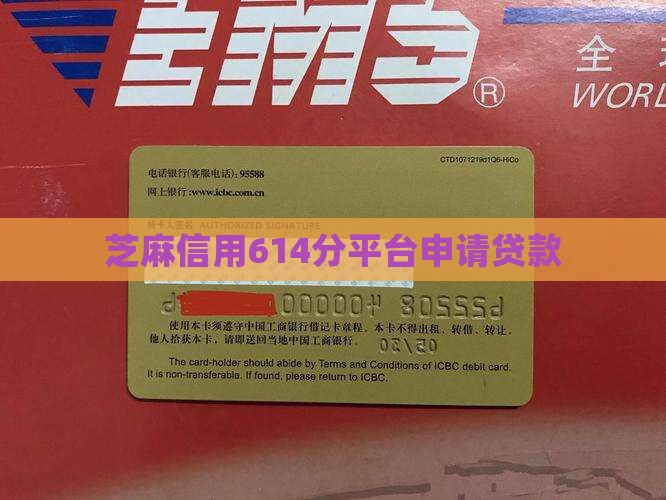 EMS®
全
WORL
CTD1071219d1Q6-HiCo
电话银行(客服电话):95588
网上银行:www.icbc.com.cn
持卡人签名 AUTHORIZED SIGNATURE
芝麻信用614分平台申请贷款
使用本卡须遵守中国工商银行借记卡章程。本卡不得出租、转借、转让。
他人拾获本卡，请即送回当地中国工商银行。
The card-holder should abide by Terms and Conditions of ICBC debit card.
It is non-transferable. If found, please return to ICBC.